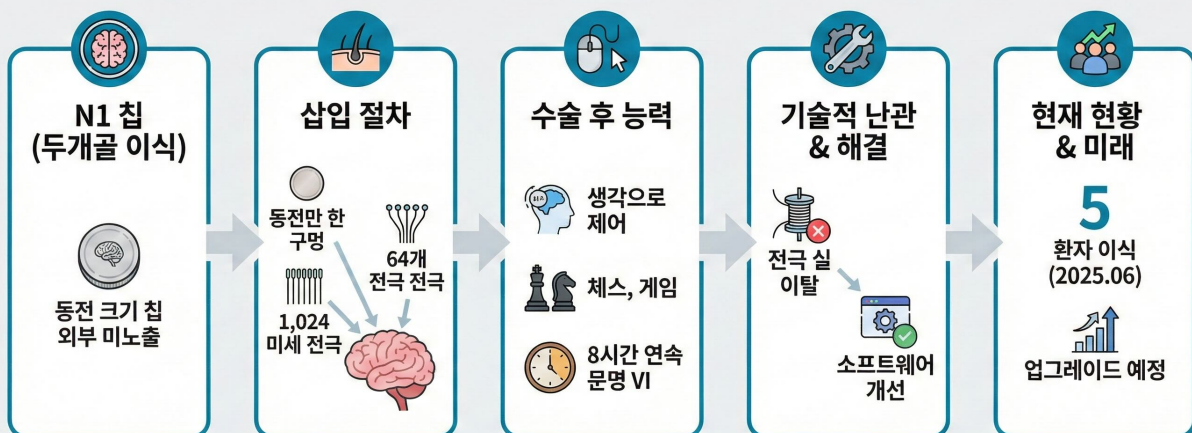 N1 칩
(두개골 이식)
동전 크기 칩
외부 미노출
삽입 절차
동전만 한
구멍
64개
전극 전극
1,024
미세 전극
수술 후 능력
생각으로
제어
체스, 게임
8시간 연속
문명 VI
기술적 난관
& 해결
전극 실
이탈
소프트웨어
개선
현재 현황
& 미래
5
환자 이식
(2025.06)
업그레이드 예정